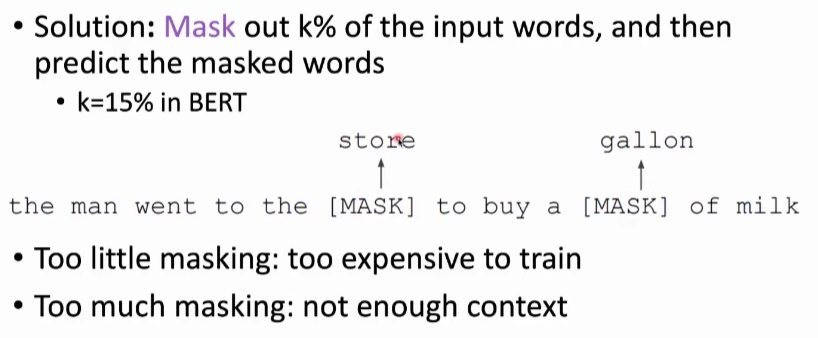 • Solution: Mask out k% of the input words, and then
predict the masked words
• k=15% in BERT
store gallon
the man went to the [MASK] to buy a [MASK] of milk
• Too little masking: too expensive to train
• Too much masking: not enough context